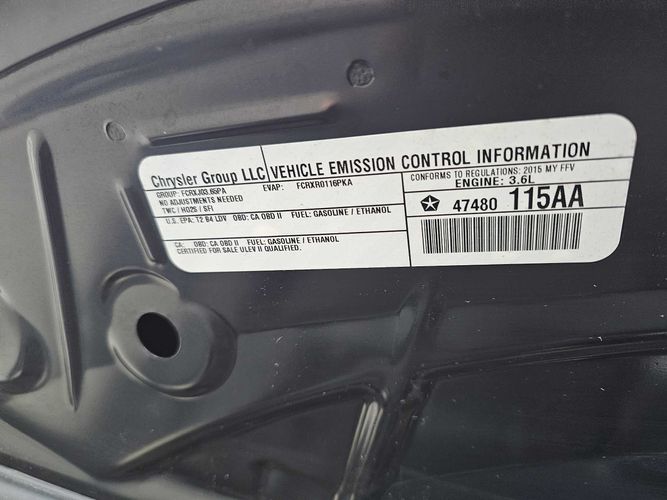 Chrysler Group LLC
VEHICLE EMISSION CONTROL INFORMATION
GROUP: FCRXJ03.65PA EVAP: FCRXR0116PKA
NO ADJUSTMENTS NEEDED
TWC / HO2S / SFI
U.S. EPA: T2 B4 LDV OBD: CA OBD II FUEL: GASOLINE / ETHANOL
CA: OBD: CA OBD II FUEL: GASOLINE / ETHANOL
CERTIFIED FOR SALE ULEV II QUALIFIED.
CONFORMS TO REGULATIONS: 2015 MY FFV
ENGINE: 3.6L
47480 115AA